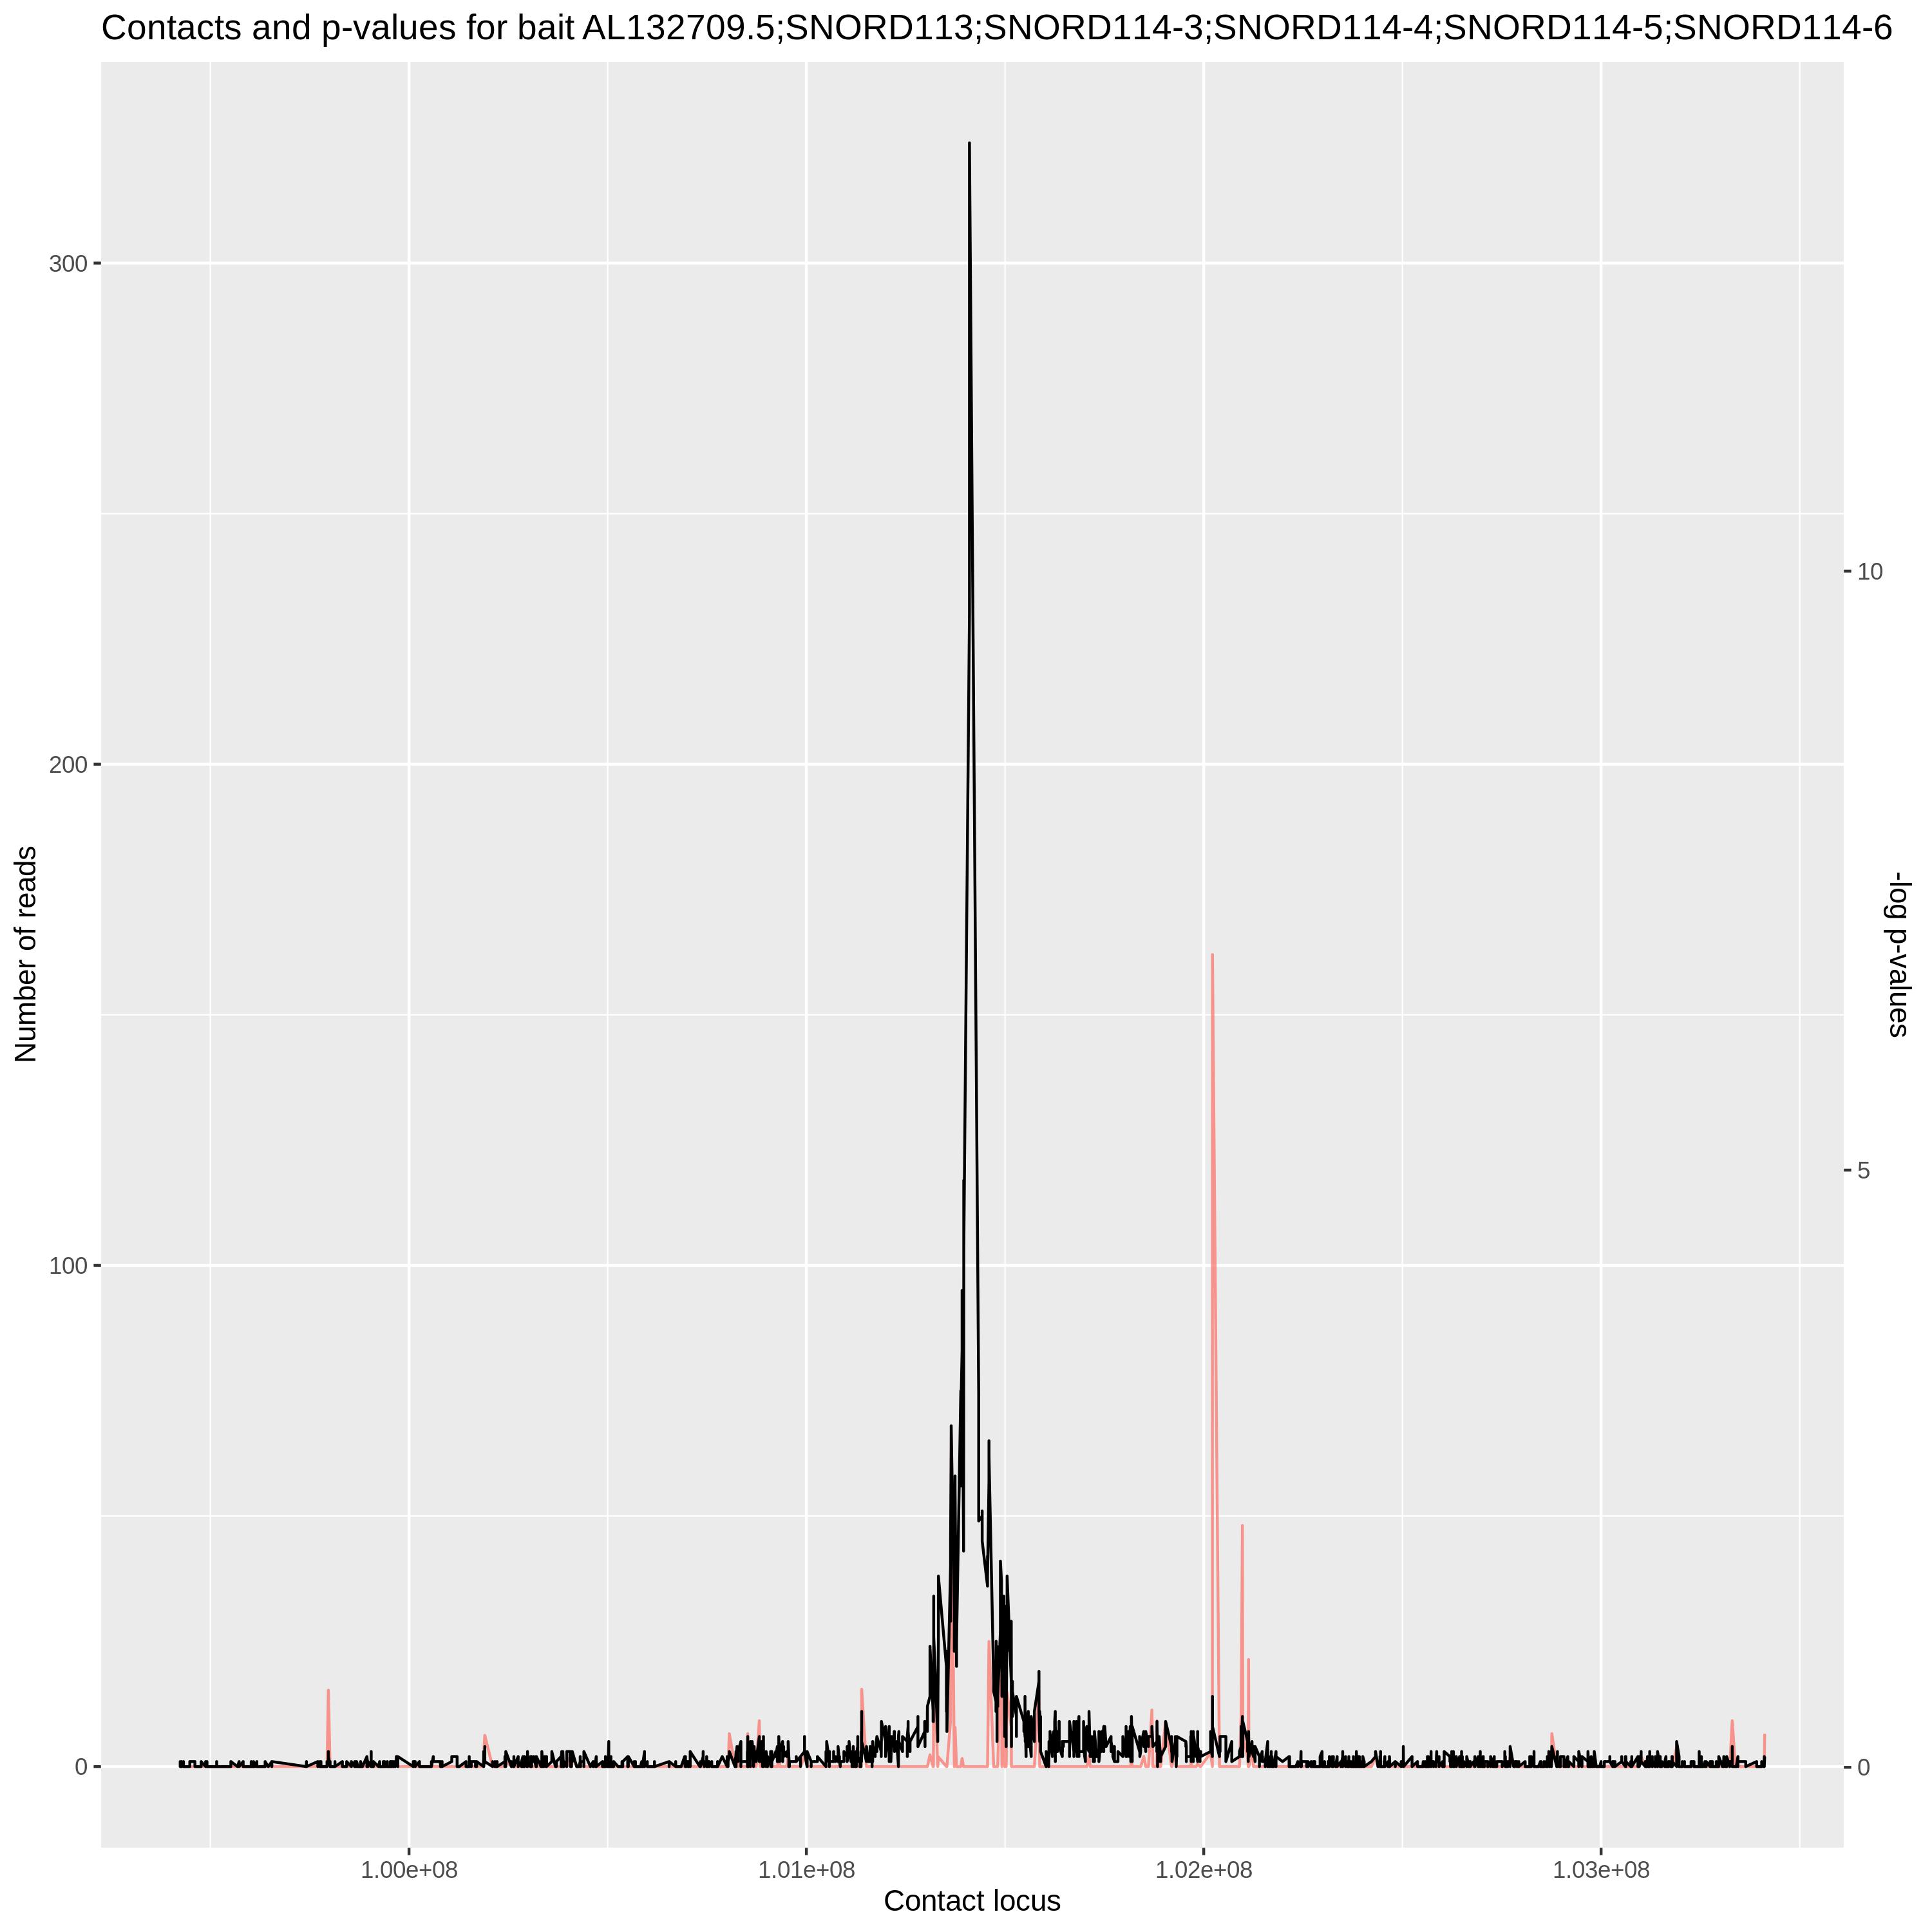 Contacts and p-values for bait AL132709.5;SNORD113;SNORD114-3;SNORD114-4;SNORD114-5;SNORD114-6
300
200
100
0
Number of reads
10
5
0
-log p-values
1.00e+08
1.01e+08
1.02e+08
1.03e+08
Contact locus